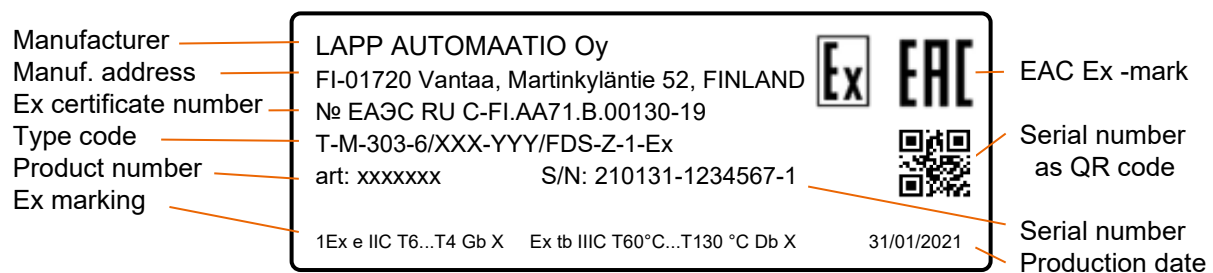 Manufacturer
Manuf. address
Ex certificate number
Type code
Product number
Ex marking
LAPP AUTOMAATIO Oy
FI-01720 Vantaa, Martinkyläntie 52, FINLAND
№ ЕАЭС RU C-FI.AA71.B.00130-19
T-M-303-6/XXX-YYY/FDS-Z-1-Ex
art: xxxxxxx S/N: 210131-1234567-1
1Ex e IIC T6...T4 Gb X Ex tb IIIC T60°C...T130 °C Db X 31/01/2021
Ex EAC
EAC Ex -mark
Serial number
as QR code
Serial number
Production date